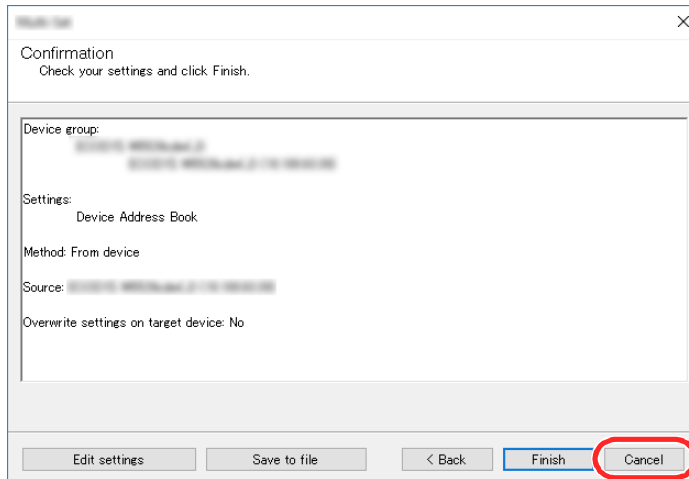 Confirmation
Check your settings and click Finish.
Device group:
Settings:
Device Address Book
Method: From device
Source:
Overwrite settings on target device: No
Edit settings
Save to file
< Back
Finish
Cancel